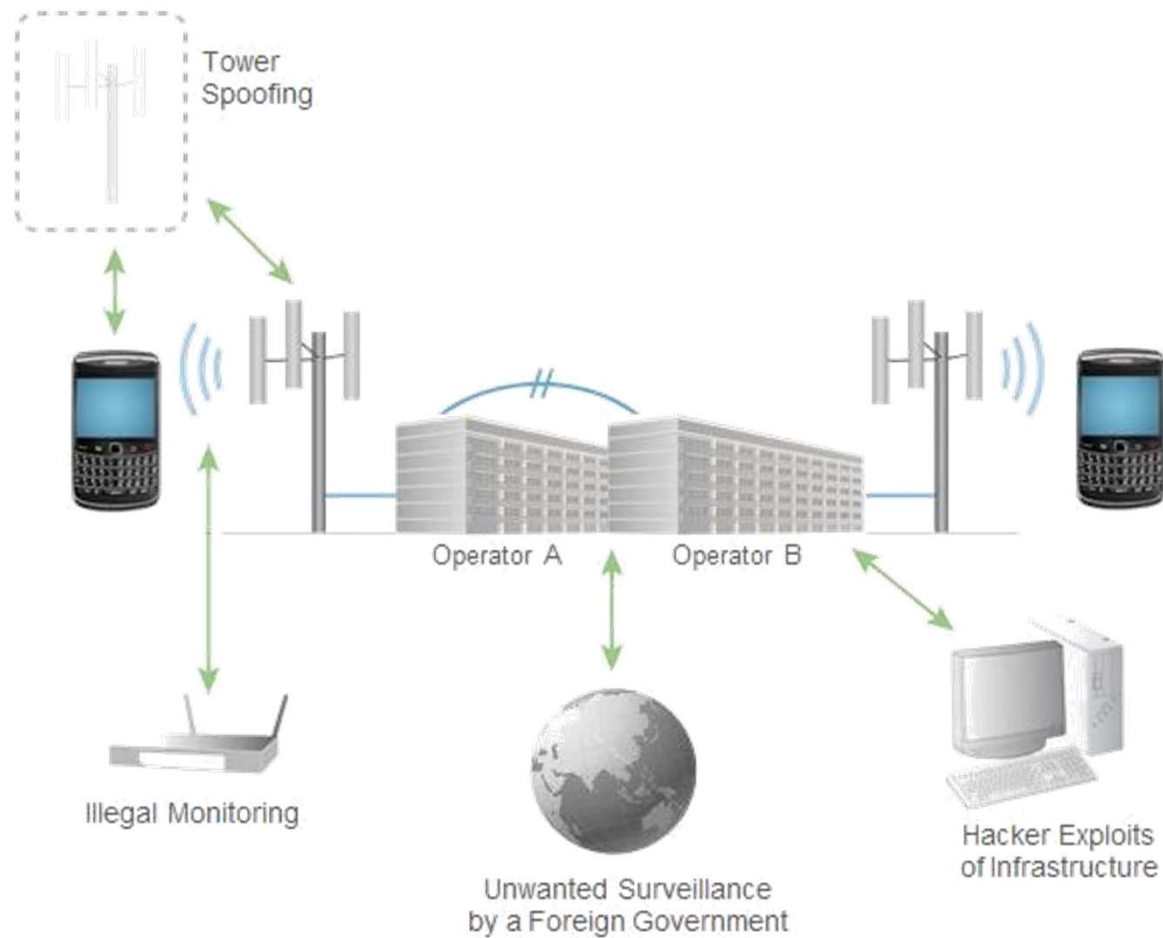 Tower
Spoofing
Operator A
Operator B
Illegal Monitoring
Unwanted Surveillance
by a Foreign Government
Hacker Exploits
of Infrastructure